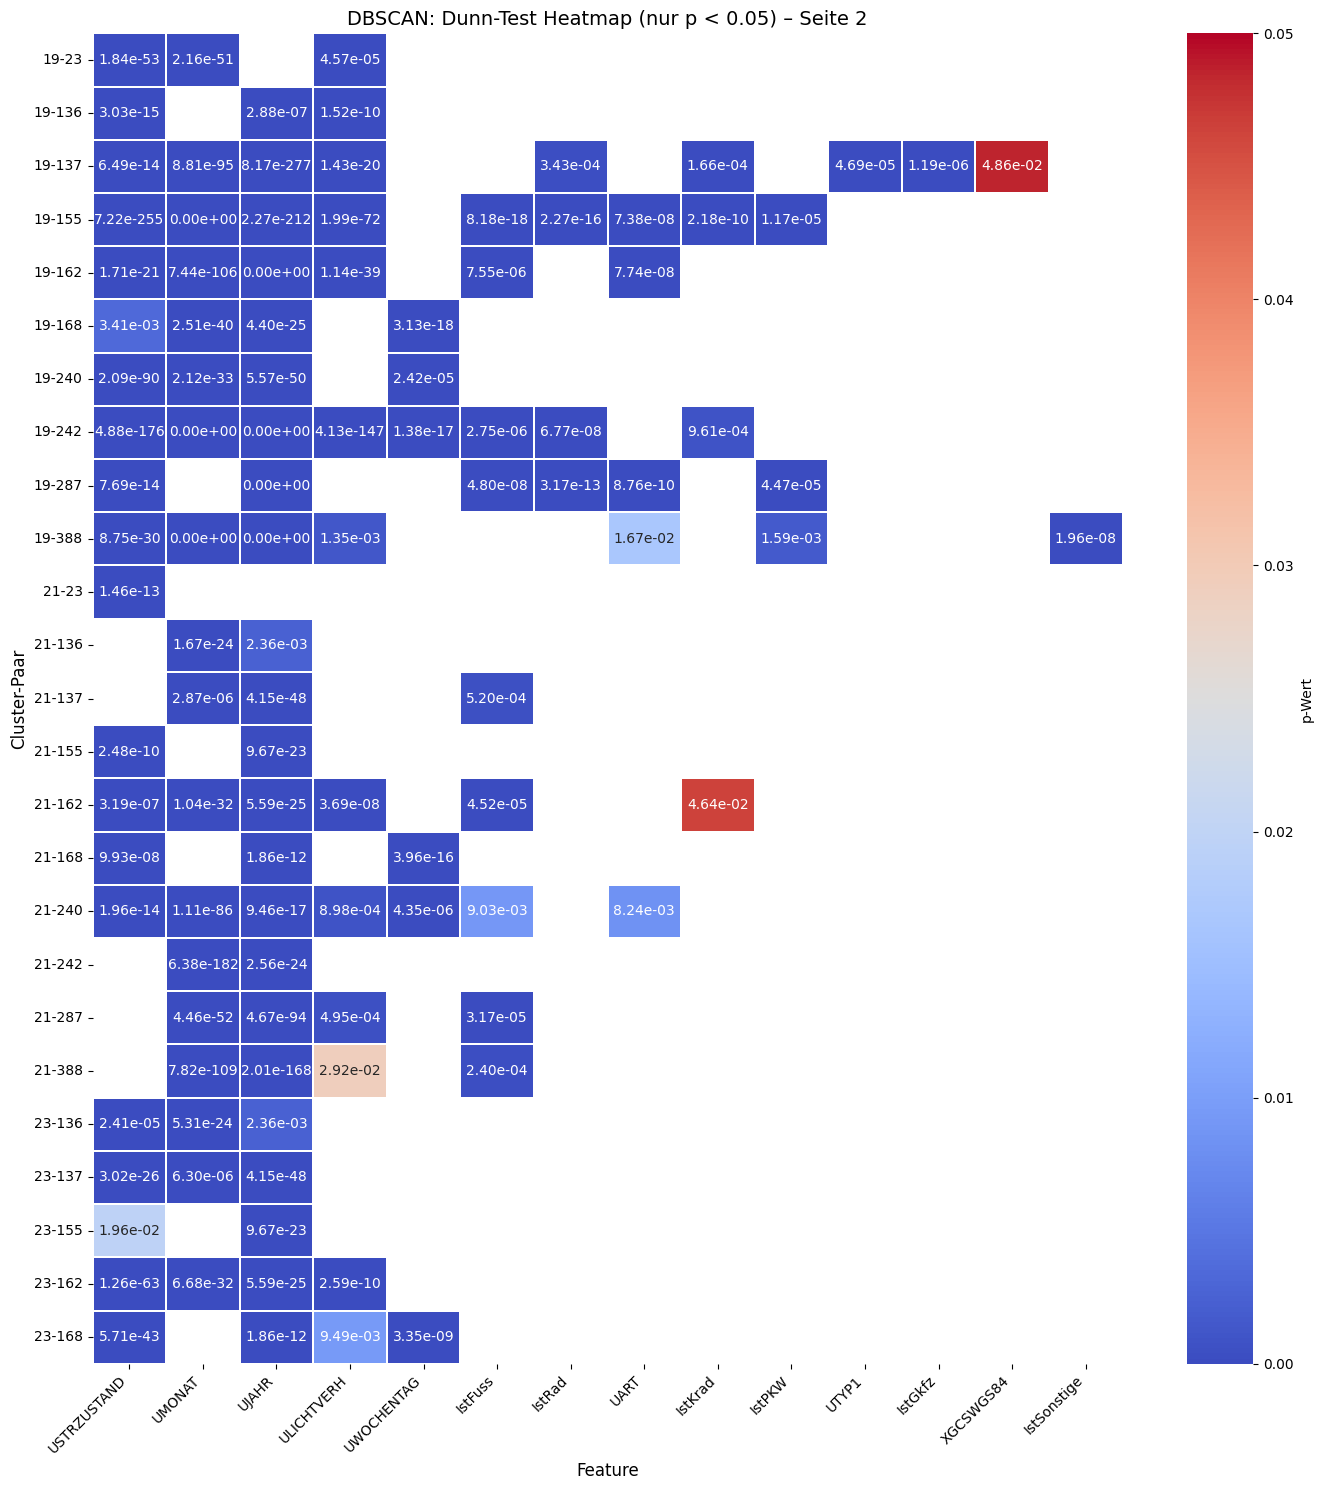 DBSCAN: Dunn-Test Heatmap (nur p < 0.05) – Seite 2
19-23 1.84e-53 2.16e-51 4.57e-05
19-136 3.03e-15 2.88e-07 1.52e-10
19-137 6.49e-14 8.81e-95 8.17e-277 1.43e-20 3.43e-04 1.66e-04 4.69e-05 1.19e-06 4.86e-02
19-155 7.22e-255 0.00e+00 2.27e-212 1.99e-72 8.18e-18 2.27e-16 7.38e-08 2.18e-10 1.17e-05
19-162 1.71e-21 7.44e-106 0.00e+00 1.14e-39 7.55e-06 7.74e-08
19-168 3.41e-03 2.51e-40 4.40e-25 3.13e-18
19-240 2.09e-90 2.12e-33 5.57e-50 2.42e-05
19-242 4.88e-176 0.00e+00 0.00e+00 4.13e-147 1.38e-17 2.75e-06 6.77e-08 9.61e-04
19-287 7.69e-14 0.00e+00 4.80e-08 3.17e-13 8.76e-10 4.47e-05
19-388 8.75e-30 0.00e+00 0.00e+00 1.35e-03 1.67e-02 1.59e-03 1.96e-08
21-23 1.46e-13
21-136 1.67e-24 2.36e-03
21-137 2.87e-06 4.15e-48 5.20e-04
21-155 2.48e-10 9.67e-23
21-162 3.19e-07 1.04e-32 5.59e-25 3.69e-08 4.52e-05 4.64e-02
21-168 9.93e-08 1.86e-12 3.96e-16
21-240 1.96e-14 1.11e-86 9.46e-17 8.98e-04 4.35e-06 9.03e-03 8.24e-03
21-242 6.38e-182 2.56e-24
21-287 4.46e-52 4.67e-94 4.95e-04 3.17e-05
21-388 7.82e-109 2.01e-168 2.92e-02 2.40e-04
23-136 2.41e-05 5.31e-24 2.36e-03
23-137 3.02e-26 6.30e-06 4.15e-48
23-155 1.96e-02 9.67e-23
23-162 1.26e-63 6.68e-32 5.59e-25 2.59e-10
23-168 5.71e-43 1.86e-12 9.49e-03 3.35e-09
Cluster-Paar
USTRZUSTAND UMONAT UJAHR ULICHTVERH UWOCHENTAG IstFuss IstRad UART IstKrad IstPKW UTYP1 IstGkfz XGCSWGS84 IstSonstige
Feature
0.05
0.04
0.03
0.02
0.01
0.00
p-Wert